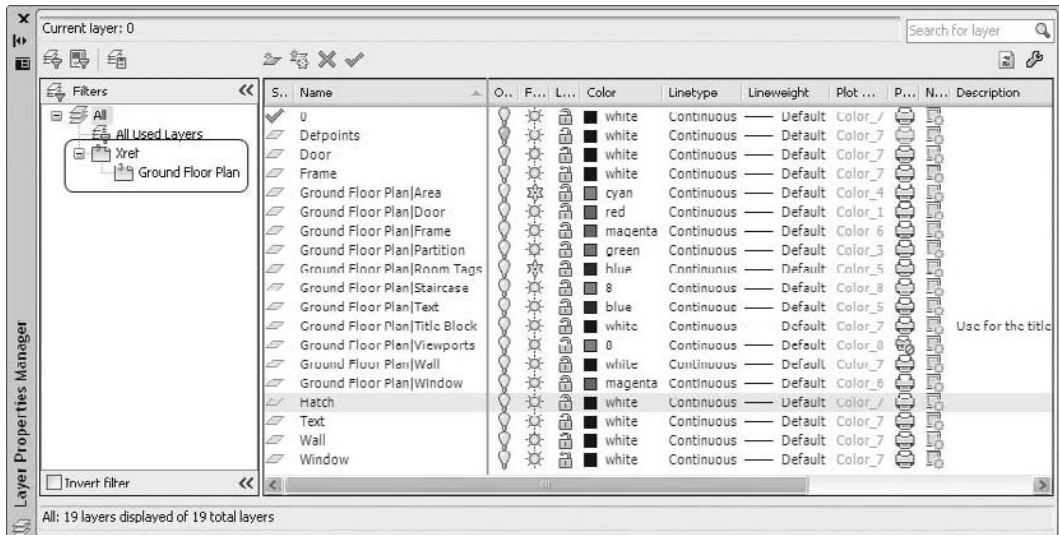 Current layer: 0
Search for layer
Filters
All
All Used Layers
Xref
Ground Floor Plan
Invert filter
Layer Properties Manager
S.. Name O.. F... L... Color Linetype Lineweight Plot ... P... N... Description
0 white Continuous Default Color_7
Defpoints white Continuous Default Color_7
Door white Continuous Default Color_7
Frame white Continuous Default Color_7
Ground Floor Plan|Area cyan Continuous Default Color_4
Ground Floor Plan|Door red Continuous Default Color_1
Ground Floor Plan|Frame magenta Continuous Default Color_6
Ground Floor Plan|Partition green Continuous Default Color_3
Ground Floor Plan|Room Tags blue Continuous Default Color_5
Ground Floor Plan|Staircase 8 Continuous Default Color_8
Ground Floor Plan|Text blue Continuous Default Color_5
Ground Floor Plan|Title Block white Continuous Default Color_7 Use for the title
Ground Floor Plan|Viewports 8 Continuous Default Color_8
Ground Floor Plan|Wall white Continuous Default Color_7
Ground Floor Plan|Window magenta Continuous Default Color_6
Hatch white Continuous Default Color_7
Text white Continuous Default Color_7
Wall white Continuous Default Color_7
Window white Continuous Default Color_7
All: 19 layers displayed of 19 total layers